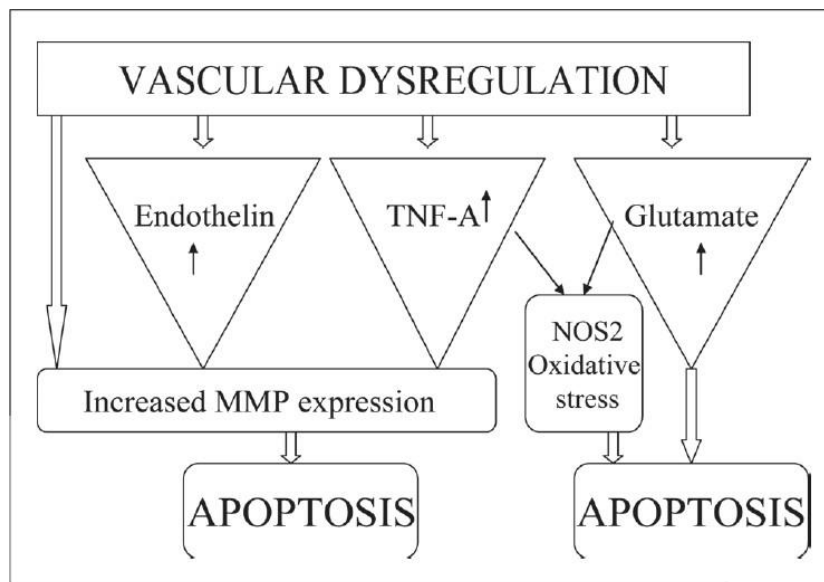 VASCULAR DYSREGULATION
Endothelin
TNF-A
Glutamate
NOS2
Oxidative
stress
Increased MMP expression
APOPTOSIS
APOPTOSIS